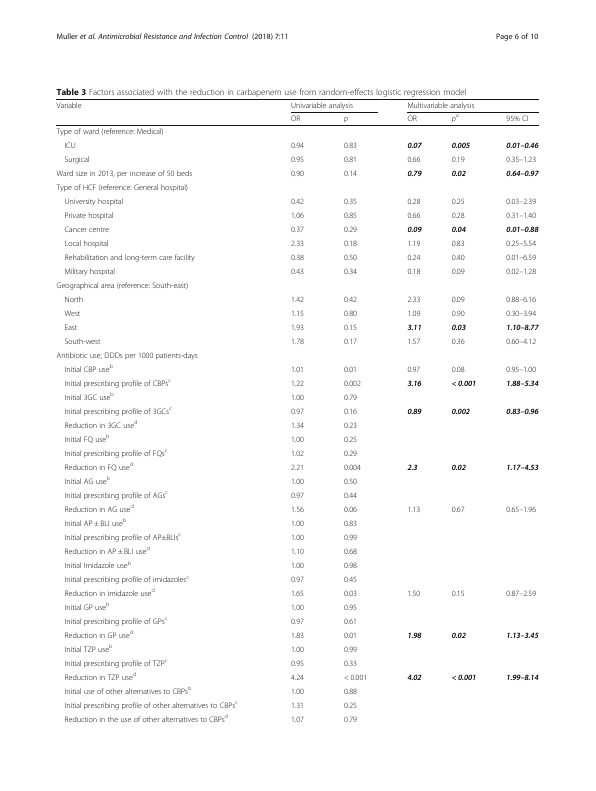 Muller et al. Antimicrobial Resistance and Infection Control (2018) 7:11 Page 6 of 10
Table 3 Factors associated with the reduction in carbapenem use from random-effects logistic regression model
Variable Univariable analysis Multivariable analysis
OR p OR pᵃ 95% CI
Type of ward (reference: Medical)
ICU 0.94 0.83 0.07 0.005 0.01–0.46
Surgical 0.95 0.81 0.66 0.19 0.35–1.23
Ward size in 2013, per increase of 50 beds 0.90 0.14 0.79 0.02 0.64–0.97
Type of HCF (reference: General hospital)
University hospital 0.42 0.35 0.28 0.25 0.03–2.39
Private hospital 1.06 0.85 0.66 0.28 0.31–1.40
Cancer centre 0.37 0.29 0.09 0.04 0.01–0.88
Local hospital 2.33 0.18 1.19 0.83 0.25–5.54
Rehabilitation and long-term care facility 0.38 0.50 0.24 0.40 0.01–6.59
Military hospital 0.43 0.34 0.18 0.09 0.02–1.28
Geographical area (reference: South-east)
North 1.42 0.42 2.33 0.09 0.88–6.16
West 1.15 0.80 1.09 0.90 0.30–3.94
East 1.93 0.15 3.11 0.03 1.10–8.77
South-west 1.78 0.17 1.57 0.36 0.60–4.12
Antibiotic use, DDDs per 1000 patients-days
Initial CBP useᵇ 1.01 0.01 0.97 0.08 0.95–1.00
Initial prescribing profile of CBPsᶜ 1.22 0.002 3.16 < 0.001 1.88–5.34
Initial 3GC useᵇ 1.00 0.79
Initial prescribing profile of 3GCsᶜ 0.97 0.16 0.89 0.002 0.83–0.96
Reduction in 3GC useᵈ 1.34 0.23
Initial FQ useᵇ 1.00 0.25
Initial prescribing profile of FQsᶜ 1.02 0.29
Reduction in FQ useᵈ 2.21 0.004 2.3 0.02 1.17–4.53
Initial AG useᵇ 1.00 0.50
Initial prescribing profile of AGsᶜ 0.97 0.44
Reduction in AG useᵈ 1.56 0.06 1.13 0.67 0.65–1.96
Initial AP ± BLI useᵇ 1.00 0.83
Initial prescribing profile of AP±BLIsᶜ 1.00 0.99
Reduction in AP ± BLI useᵈ 1.10 0.68
Initial Imidazole useᵇ 1.00 0.98
Initial prescribing profile of imidazolesᶜ 0.97 0.45
Reduction in imidazole useᵈ 1.65 0.03 1.50 0.15 0.87–2.59
Initial GP useᵇ 1.00 0.95
Initial prescribing profile of GPsᶜ 0.97 0.61
Reduction in GP useᵈ 1.83 0.01 1.98 0.02 1.13–3.45
Initial TZP useᵇ 1.00 0.99
Initial prescribing profile of TZPᶜ 0.95 0.33
Reduction in TZP useᵈ 4.24 < 0.001 4.02 < 0.001 1.99–8.14
Initial use of other alternatives to CBPsᵇ 1.00 0.88
Initial prescribing profile of other alternatives to CBPsᶜ 1.31 0.25
Reduction in the use of other alternatives to CBPsᵈ 1.07 0.79